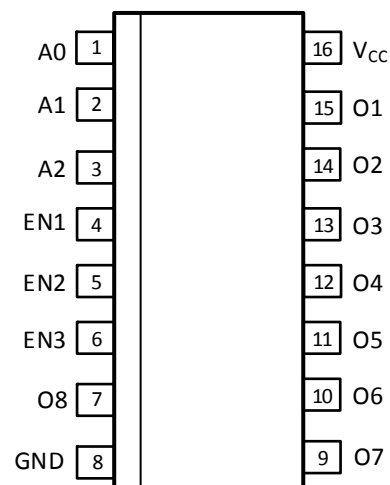 A0 1 16 VCC
A1 2 15 O1
A2 3 14 O2
EN1 4 13 O3
EN2 5 12 O4
EN3 6 11 O5
O8 7 10 O6
GND 8 9 O7